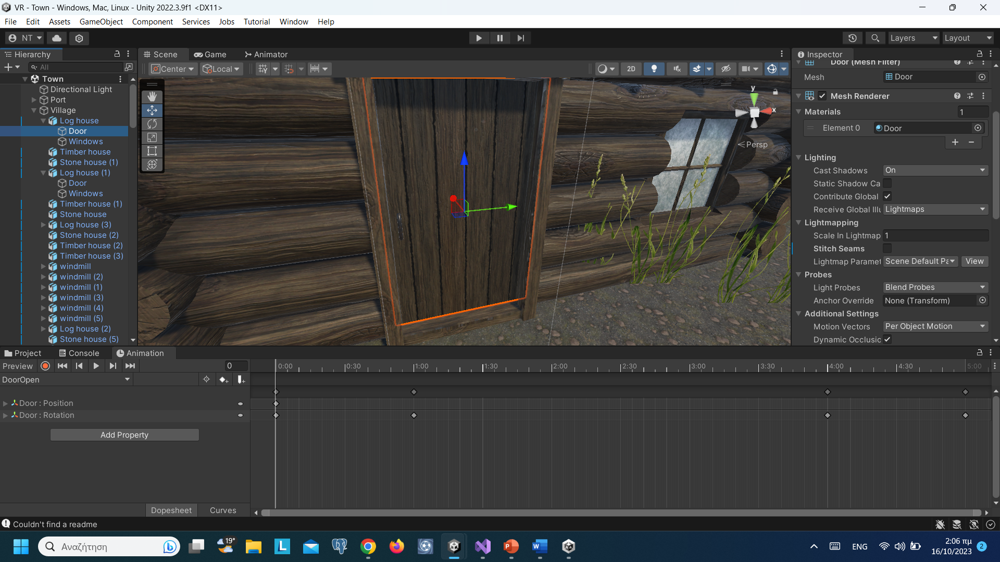 VR - Town - Windows, Mac, Linux - Unity 2022.3.9f1 <DX11>
File Edit Assets GameObject Component Services Jobs Tutorial Window Help
NT Layers Layout
Hierarchy
All
Town
Directional Light
Port
Village
Log house
Door
Windows
Timber house
Stone house (1)
Log house (1)
Door
Windows
Timber house (1)
Stone house
Log house (3)
Stone house (2)
Timber house (2)
Timber house (3)
windmill
windmill (2)
windmill (1)
windmill (3)
windmill (4)
windmill (5)
Log house (2)
Stone house (5)
Scene Game Animator
Center Local 2D
y
x
Persp
Inspector
Door (Mesh Filter)
Mesh Door
Mesh Renderer
Materials 1
Element 0 Door
Lighting
Cast Shadows On
Static Shadow Ca
Contribute Global
Receive Global Illu Lightmaps
Lightmapping
Scale In Lightmap 1
Stitch Seams
Lightmap Paramet Scene Default Pa View
Probes
Light Probes Blend Probes
Anchor Override None (Transform)
Additional Settings
Motion Vectors Per Object Motion
Dynamic Occlusic
Project Console Animation
Preview 0
0:00 0:30 1:00 1:30 2:00 2:30 3:00 3:30 4:00 4:30 5:00
DoorOpen
Door : Position
Door : Rotation
Add Property
Dopesheet Curves
Couldn't find a readme
Αναζήτηση 19° L P W ENG
2:06 πμ
16/10/2023 2